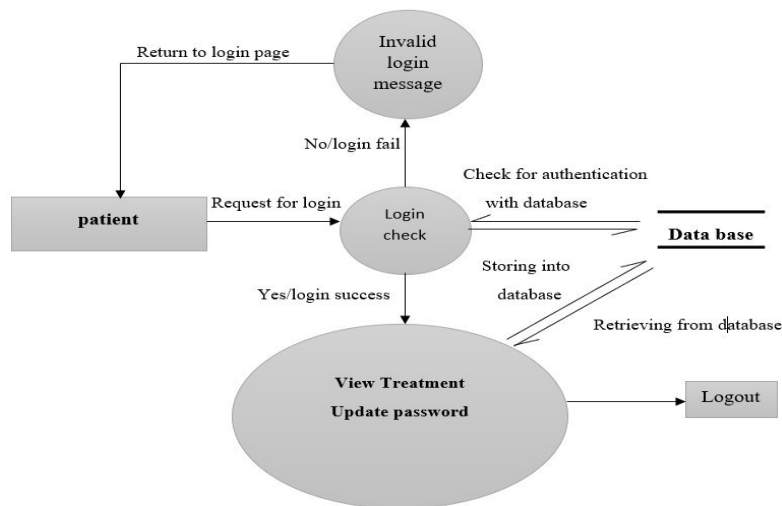 Invalid
login
message
Return to login page
No/login fail
Check for authentication
with database
patient
Request for login
Login
check
Data base
Storing into
database
Yes/login success
Retrieving from database
View Treatment
Update password
Logout